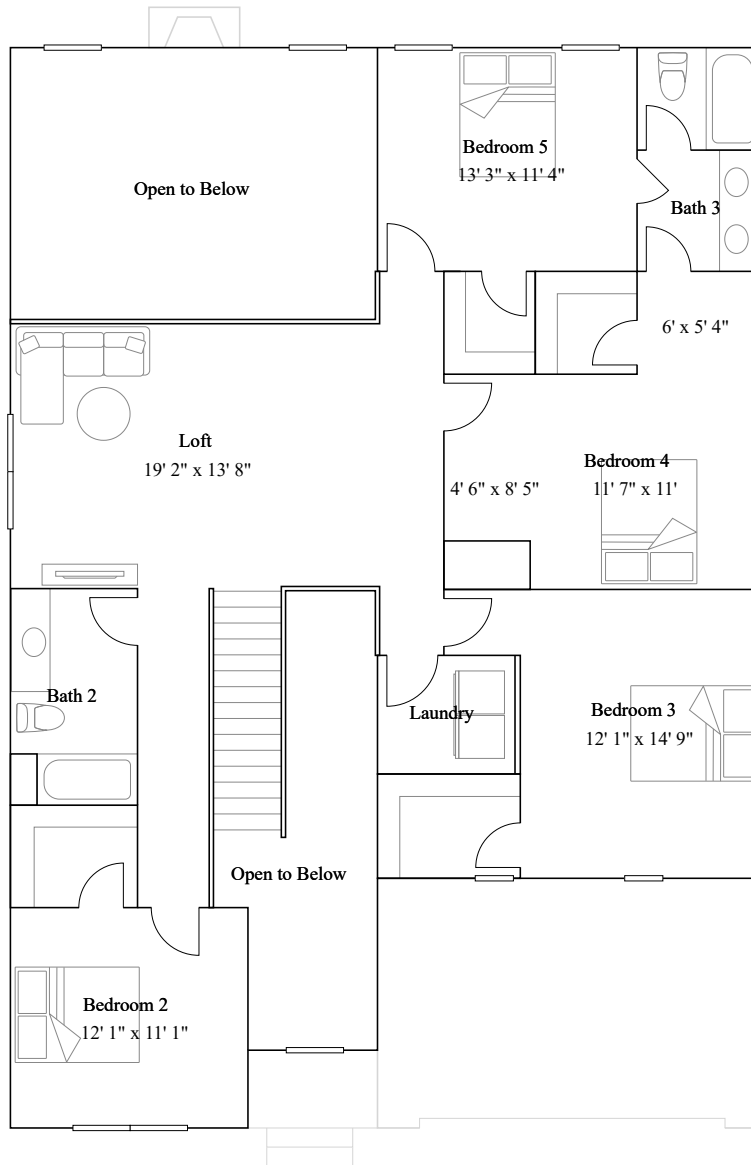 Bedroom 5
13' 3" x 11' 4"
Open to Below
Bath 3
6' x 5' 4"
Loft
19' 2" x 13' 8"
Bedroom 4
4' 6" x 8' 5"
11' 7" x 11'
Bath 2
Laundry
Bedroom 3
12' 1" x 14' 9"
Open to Below
Bedroom 2
12' 1" x 11' 1"